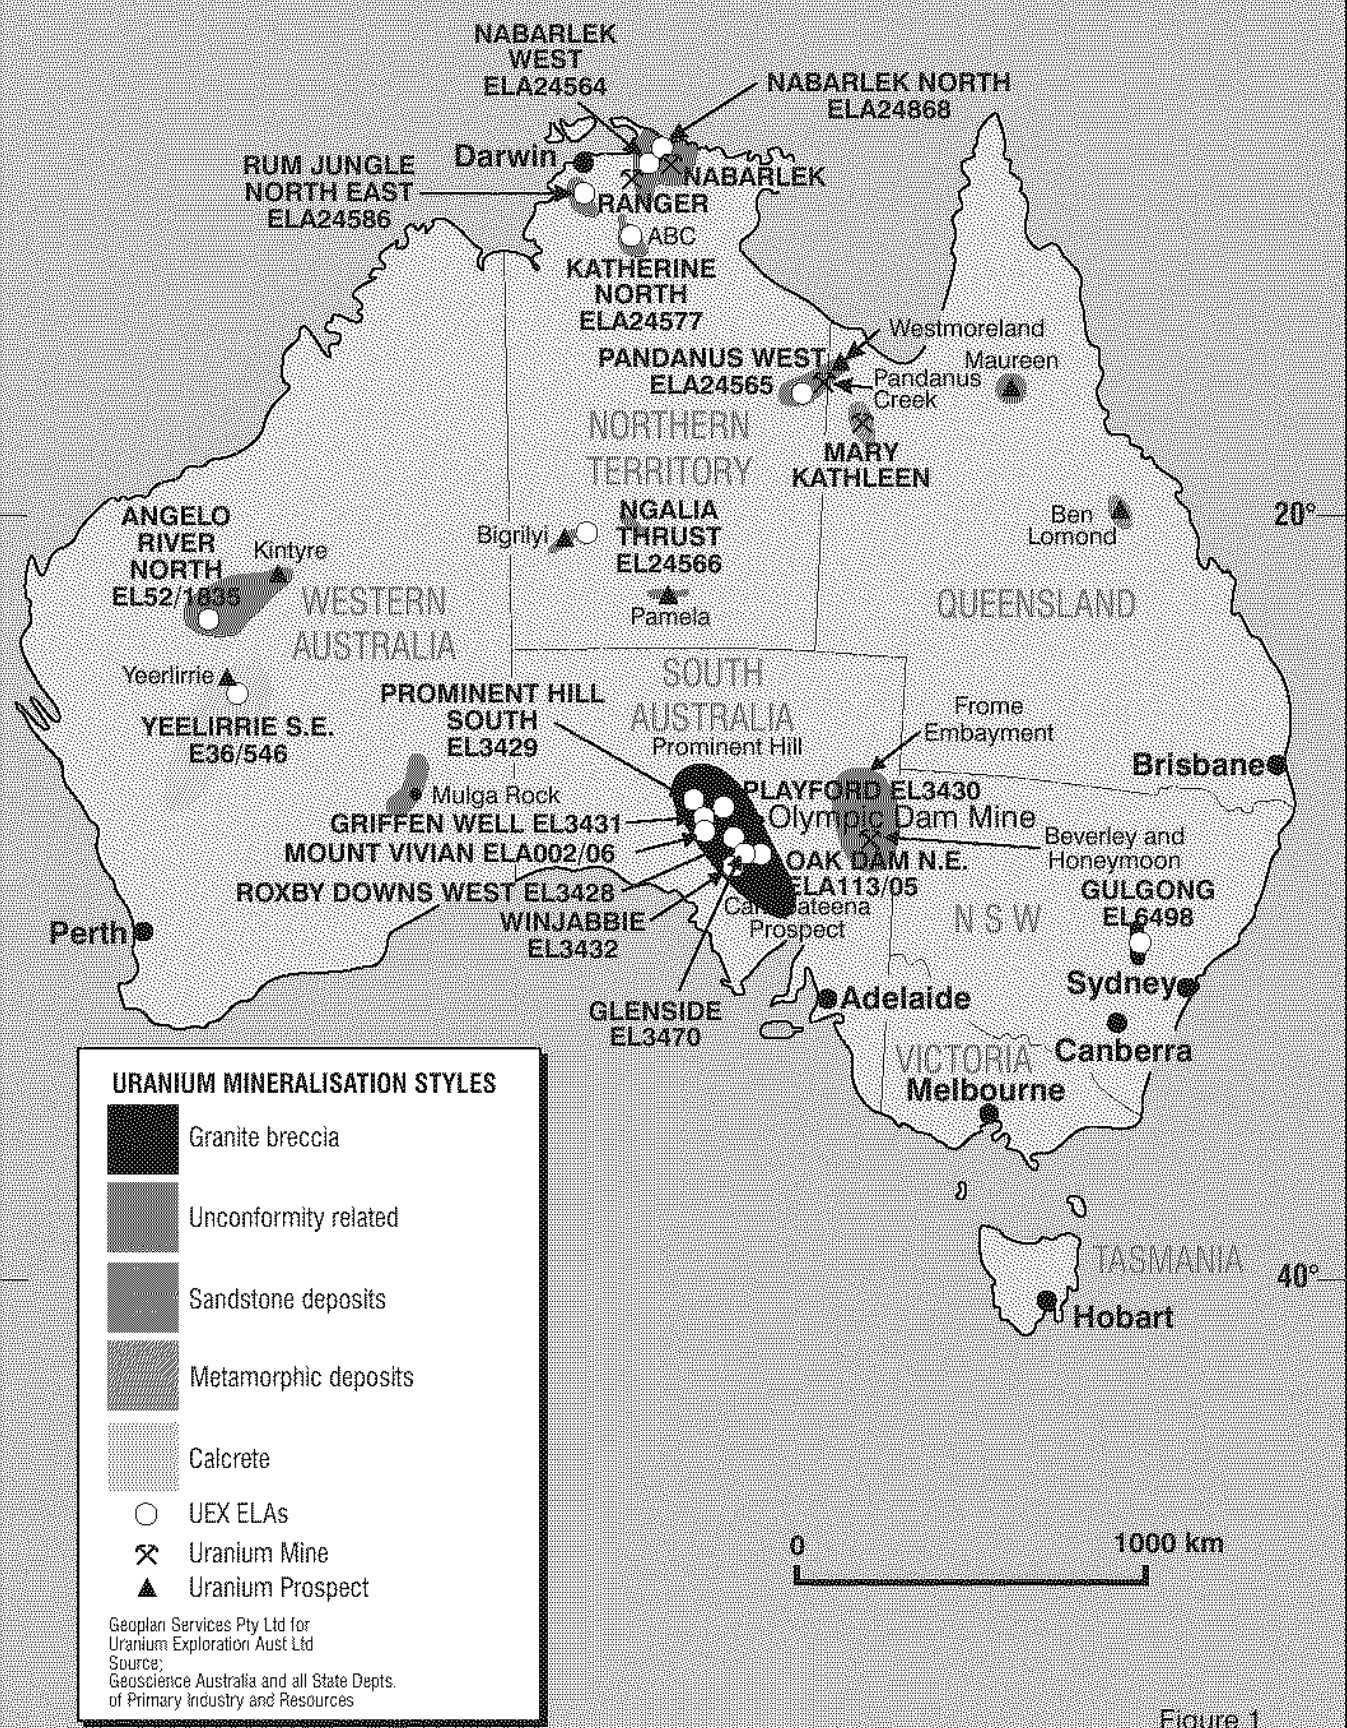 NABARLEK
WEST
ELA24564
NABARLEK NORTH
ELA24868
Darwin
RUM JUNGLE
NORTH EAST
ELA24586
NABARLEK
RANGER
ABC
KATHERINE
NORTH
ELA24577
Westmoreland
PANDANUS WEST
ELA24565
Pandanus
Creek
Maureen
NORTHERN
TERRITORY
MARY
KATHLEEN
ANGELO
RIVER
NORTH
EL52/1835
Kintyre
Bigrilyi
NGALIA
THRUST
EL24566
Ben
Lomond
20°
Pamela
WESTERN
AUSTRALIA
QUEENSLAND
Yeerlirrie
YEELIRRIE S.E.
E36/546
PROMINENT HILL
SOUTH
EL3429
SOUTH
AUSTRALIA
Prominent Hill
Frome
Embayment
Brisbane
Mulga Rock
PLAYFORD EL3430
Olympic Dam Mine
GRIFFEN WELL EL3431
MOUNT VIVIAN ELA002/06
Beverley and
Honeymoon
OAK DAM N.E.
ELA113/05
ROXBY DOWNS WEST EL3428
GULGONG
EL6498
WINJABBIE
EL3432
Prospect
N S W
Perth
Sydney
Adelaide
GLENSIDE
EL3470
Canberra
VICTORIA
Melbourne
TASMANIA
40°
Hobart
URANIUM MINERALISATION STYLES
Granite breccia
Unconformity related
Sandstone deposits
Metamorphic deposits
Calcrete
UEX ELAs
Uranium Mine
Uranium Prospect
Geoplan Services Pty Ltd for
Uranium Exploration Aust Ltd
Source;
Geoscience Australia and all State Depts.
of Primary Industry and Resources
0
1000 km
Figure 1